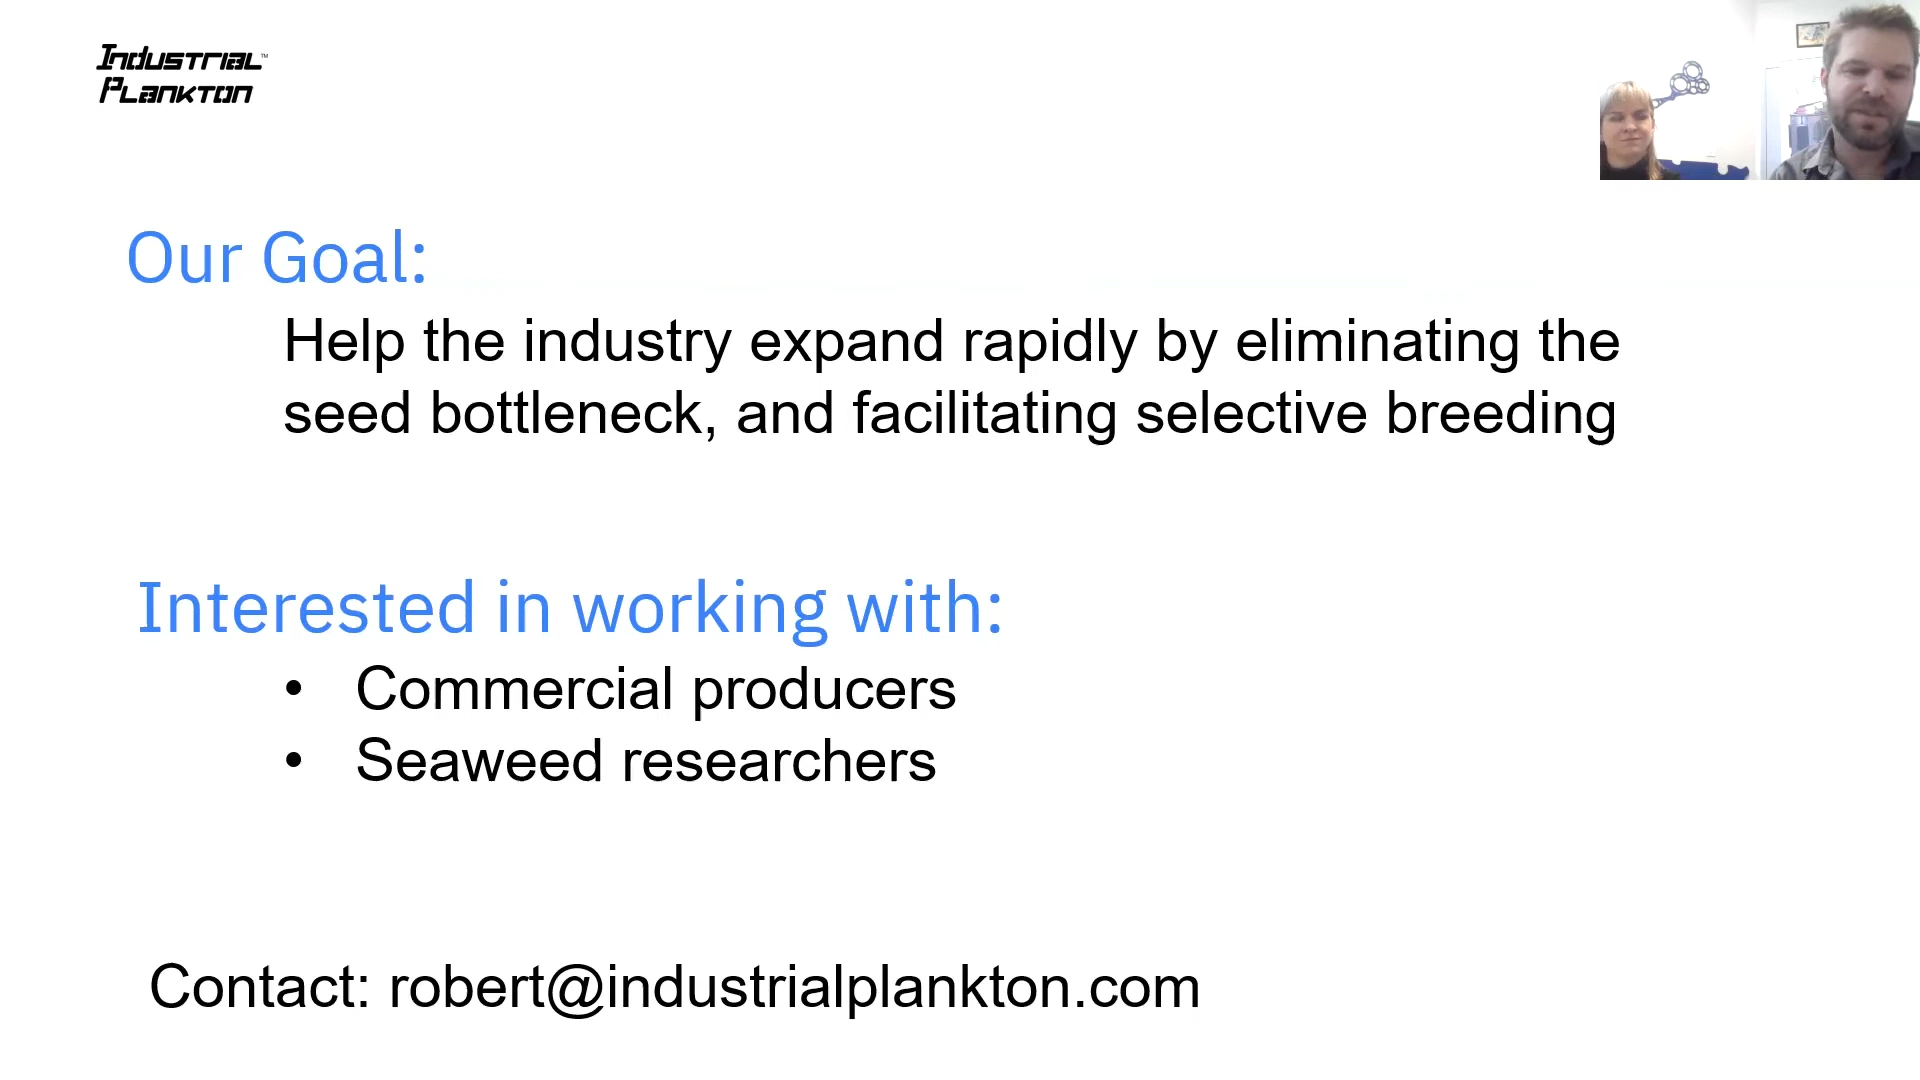 Industrial™
Plankton
Our Goal:
Help the industry expand rapidly by eliminating the
seed bottleneck, and facilitating selective breeding
Interested in working with:
• Commercial producers
• Seaweed researchers
Contact: robert@industrialplankton.com